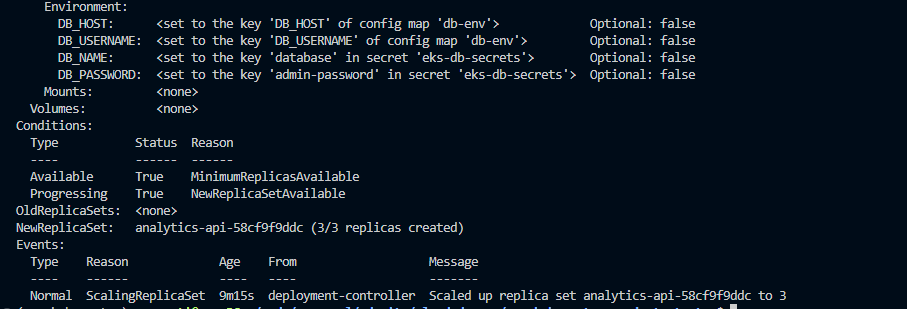 Environment:
DB_HOST: <set to the key 'DB_HOST' of config map 'db-env'> Optional: false
DB_USERNAME: <set to the key 'DB_USERNAME' of config map 'db-env'> Optional: false
DB_NAME: <set to the key 'database' in secret 'eks-db-secrets'> Optional: false
DB_PASSWORD: <set to the key 'admin-password' in secret 'eks-db-secrets'> Optional: false
Mounts: <none>
Volumes: <none>
Conditions:
Type Status Reason
---- ------ ------
Available True MinimumReplicasAvailable
Progressing True NewReplicaSetAvailable
OldReplicaSets: <none>
NewReplicaSet: analytics-api-58cf9f9ddc (3/3 replicas created)
Events:
Type Reason Age From Message
---- ------ ---- ---- -------
Normal ScalingReplicaSet 9m15s deployment-controller Scaled up replica set analytics-api-58cf9f9ddc to 3